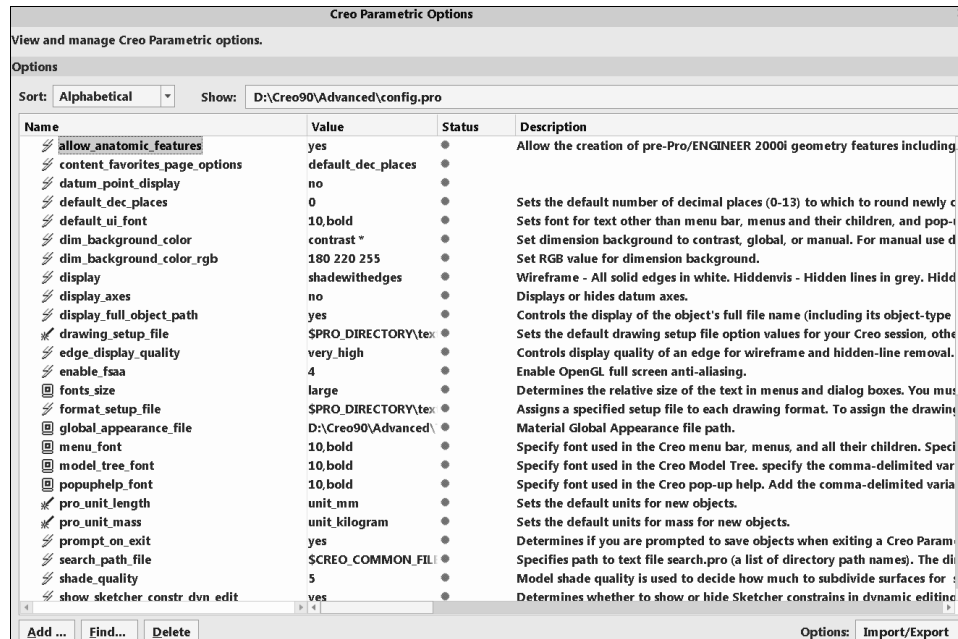 Creo Parametric Options
View and manage Creo Parametric options.
Options
Sort: Alphabetical Show: D:\Creo90\Advanced\config.pro
Name Value Status Description
allow_anatomic_features yes Allow the creation of pre-Pro/ENGINEER 2000i geometry features including
content_favorites_page_options default_dec_places
datum_point_display no
default_dec_places 0 Sets the default number of decimal places (0-13) to which to round newly c
default_ui_font 10,bold Sets font for text other than menu bar, menus and their children, and pop-u
dim_background_color contrast * Set dimension background to contrast, global, or manual. For manual use d
dim_background_color_rgb 180 220 255 Set RGB value for dimension background.
display shadewithedges Wireframe - All solid edges in white. Hiddenvis - Hidden lines in grey. Hidd
display_axes no Displays or hides datum axes.
display_full_object_path yes Controls the display of the object's full file name (including its object-type
drawing_setup_file $PRO_DIRECTORY\tex Sets the default drawing setup file option values for your Creo session, othe
edge_display_quality very_high Controls display quality of an edge for wireframe and hidden-line removal.
enable_fsaa 4 Enable OpenGL full screen anti-aliasing.
fonts_size large Determines the relative size of the text in menus and dialog boxes. You mus
format_setup_file $PRO_DIRECTORY\tex Assigns a specified setup file to each drawing format. To assign the drawing
global_appearance_file D:\Creo90\Advanced\ Material Global Appearance file path.
menu_font 10,bold Specify font used in the Creo menu bar, menus, and all their children. Speci
model_tree_font 10,bold Specify font used in the Creo Model Tree. specify the comma-delimited var
popuphelp_font 10,bold Specify font used in the Creo pop-up help. Add the comma-delimited varia
pro_unit_length unit_mm Sets the default units for new objects.
pro_unit_mass unit_kilogram Sets the default units for mass for new objects.
prompt_on_exit yes Determines if you are prompted to save objects when exiting a Creo Param
search_path_file $CREO_COMMON_FIL Specifies path to text file search.pro (a list of directory path names). The di
shade_quality 5 Model shade quality is used to decide how much to subdivide surfaces for s
show_sketcher_constr_dyn_edit yes Determines whether to show or hide Sketcher constrains in dynamic editing
Add ... Find... Delete Options: Import/Export